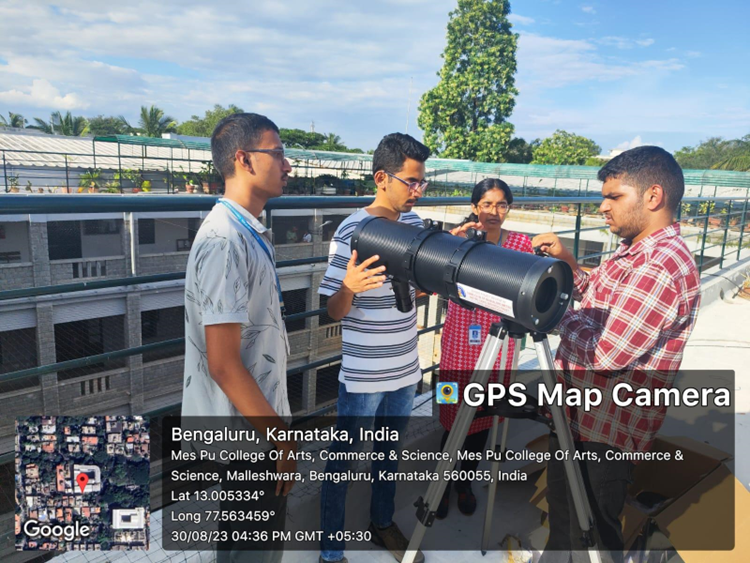 GPS Map Camera
Bengaluru, Karnataka, India
Mes Pu College Of Arts, Commerce & Science, Mes Pu College Of Arts, Commerce &
Science, Malleshwara, Bengaluru, Karnataka 560055, India
Lat 13.005334°
Long 77.563459°
30/08/23 04:36 PM GMT +05:30
Google